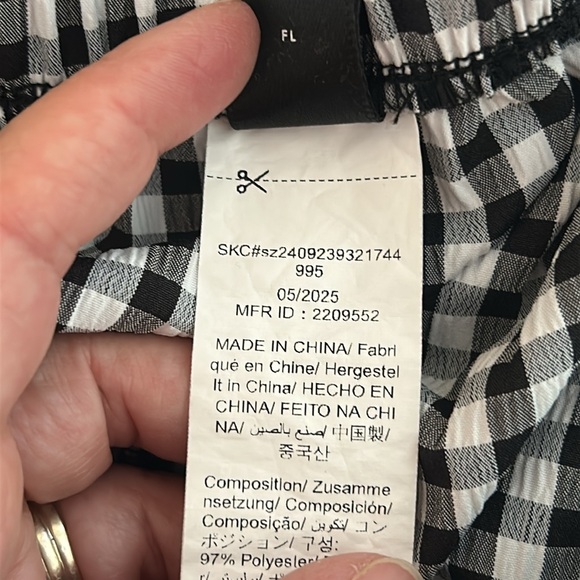 FL
SKC#sz2409239321744
995
05/2025
MFR ID : 2209552
MADE IN CHINA/ Fabri
qué en Chine/ Hergestel
lt in China/ HECHO EN
CHINA/ FEITO NA CHI
NA/ صنع بالصين/ 中国製/
중국산
Composition/ Zusamme
nsetzung/ Composición/
Composição/ تكوين/ コン
ポジション/ 구성:
97% Polyester/